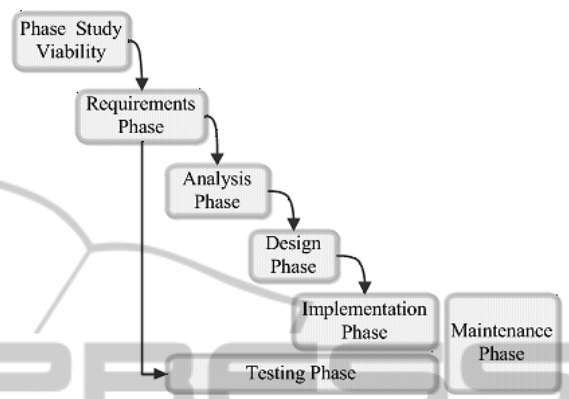 Phase Study
Viability
Requirements
Phase
Analysis
Phase
Design
Phase
Implementation
Phase
Maintenance
Phase
Testing Phase